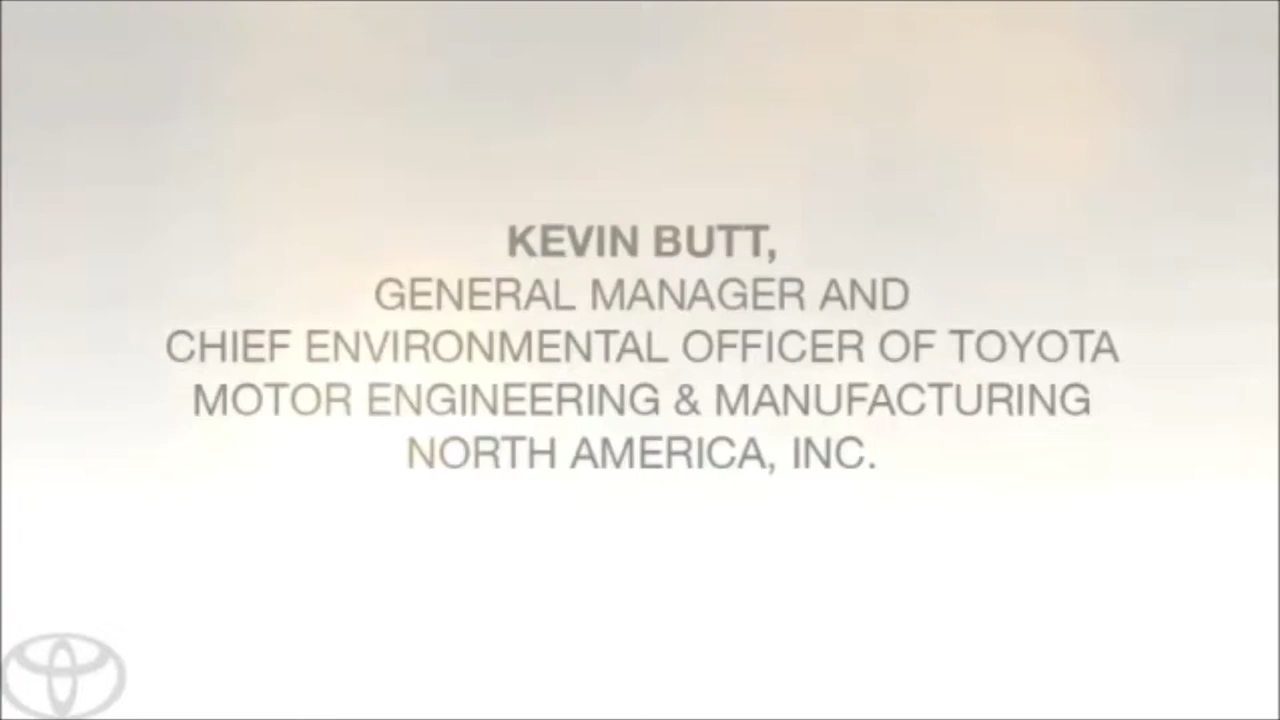 KEVIN BUTT,
GENERAL MANAGER AND
CHIEF ENVIRONMENTAL OFFICER OF TOYOTA
MOTOR ENGINEERING & MANUFACTURING
NORTH AMERICA, INC.